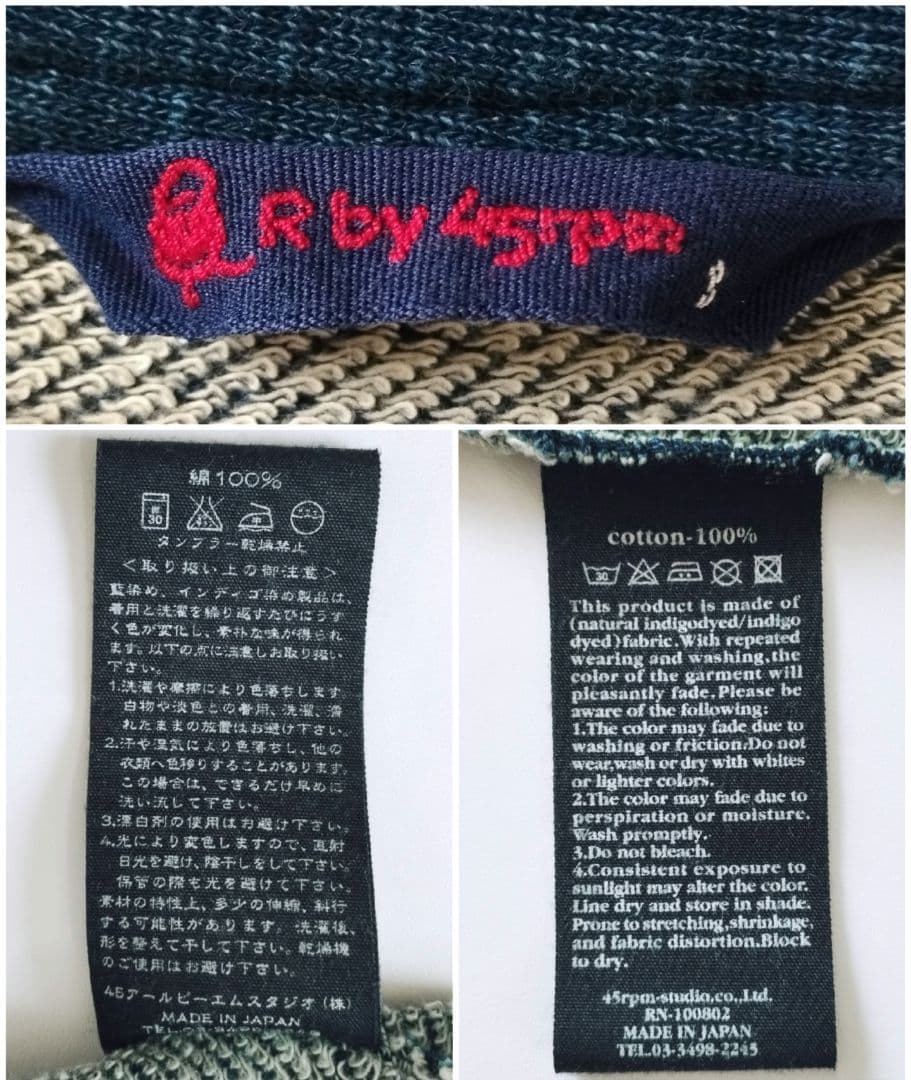 R by 45rpm
3
綿100%
30
中
タンブラー乾燥禁止
<取り扱い上の御注意>
藍染め、インディゴ染め製品は、
着用と洗濯を繰り返すたびにうす
く色が変化し、素朴な味が得られ
ます。以下の点に注意しお取り扱い
下さい。
1.洗濯や摩擦により色落ちします
白物や淡色との着用、洗濯、濡
れたままの放置はお避け下さい。
2.汗や湿気により色落ちし、他の
衣類へ色移りすることがあります。
この場合は、できるだけ早めに
洗い流して下さい。
3.漂白剤の使用はお避け下さい。
4.光により変色しますので、直射
日光を避け、陰干しをして下さい。
保管の際も光を避けて下さい。
素材の特性上、多少の伸縮、斜行
する可能性があります。洗濯後、
形を整えて干して下さい。乾燥機
のご使用はお避け下さい。
45アールピーエムスタジオ(株)
MADE IN JAPAN
cotton-100%
30
This product is made of
(natural indigodyed/indigo
dyed)fabric.With repeated
wearing and washing,the
color of the garment will
pleasantly fade.Please be
aware of the following:
1.The color may fade due to
washing or friction.Do not
wear,wash or dry with whites
or lighter colors.
2.The color may fade due to
perspiration or moisture.
Wash promptly.
3.Do not bleach.
4.Consistent exposure to
sunlight may alter the color.
Line dry and store in shade.
Prone to stretching,shrinkage,
and fabric distortion.Block
to dry.
45rpm-studio.co.,Ltd.
RN-100802
MADE IN JAPAN
TEL.03-3498-2245